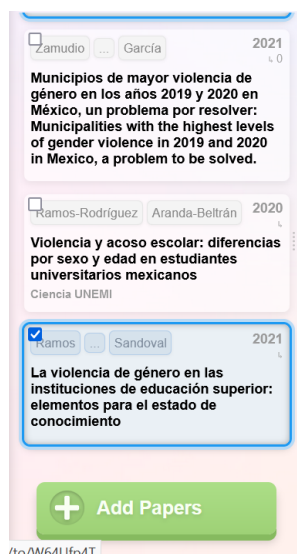 Zamudio ... García 2021
↳ 0
Municipios de mayor violencia de
género en los años 2019 y 2020 en
México, un problema por resolver:
Municipalities with the highest levels
of gender violence in 2019 and 2020
in Mexico, a problem to be solved.
Ramos-Rodríguez Aranda-Beltrán 2020
↳
Violencia y acoso escolar: diferencias
por sexo y edad en estudiantes
universitarios mexicanos
Ciencia UNEMI
Ramos ... Sandoval 2021
↳
La violencia de género en las
instituciones de educación superior:
elementos para el estado de
conocimiento
+ Add Papers